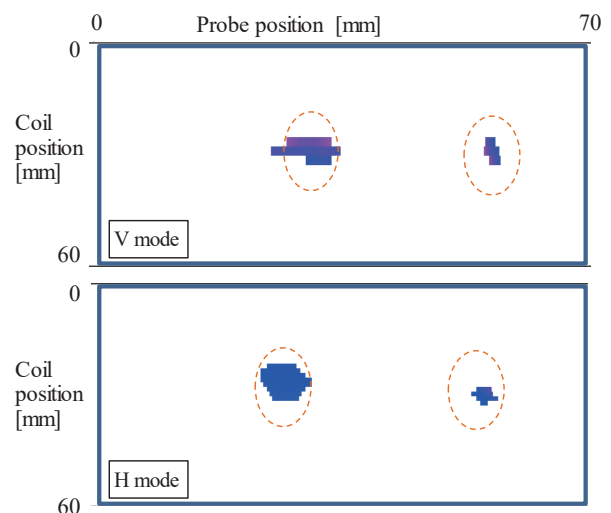 0 Probe position [mm] 70
0
Coil
position
[mm]
V mode
60
0
Coil
position
[mm]
H mode
60